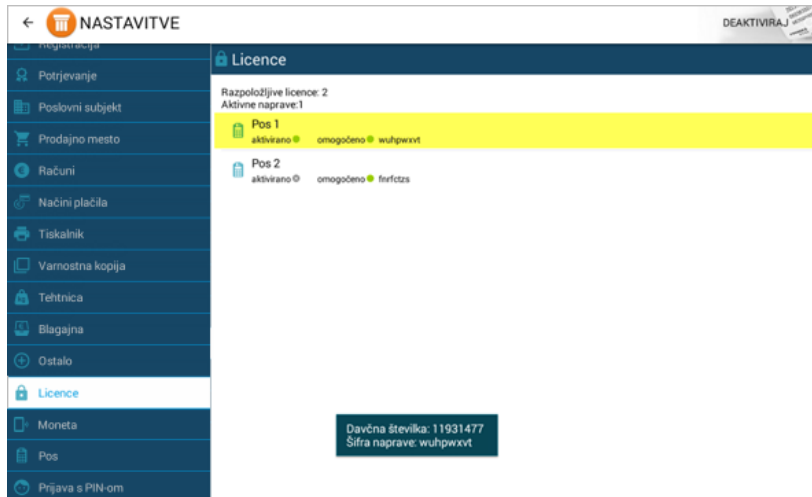 NASTAVITVE
DEAKTIVIRAJ
Registracija
Potrjevanje
Poslovni subjekt
Prodajno mesto
Računi
Načini plačila
Tiskalnik
Varnostna kopija
Tehtnica
Blagajna
Ostalo
Licence
Moneta
Pos
Prijava s PIN-om
Licence
Razpoložljive licence: 2
Aktivne naprave:1
Pos 1
aktivirano omogočeno wuhpwxvt
Pos 2
aktivirano omogočeno fnrfctzs
Davčna številka: 11931477
Šifra naprave: wuhpwxvt